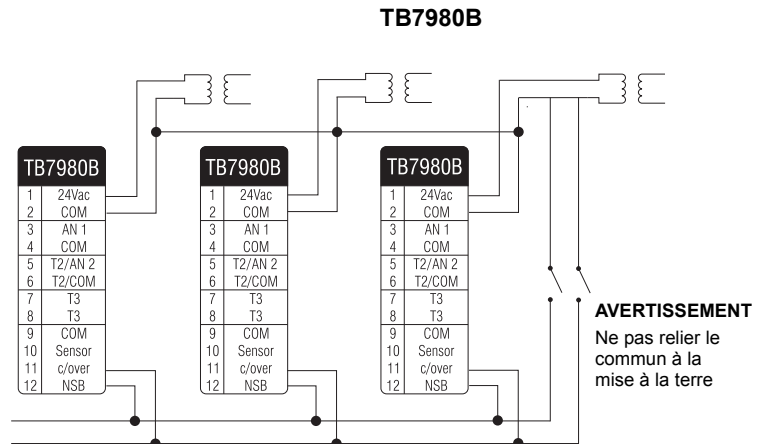 TB7980B
TB7980B
1 24Vac
2 COM
3 AN 1
4 COM
5 T2/AN 2
6 T2/COM
7 T3
8 T3
9 COM
10 Sensor
11 c/over
12 NSB
TB7980B
1 24Vac
2 COM
3 AN 1
4 COM
5 T2/AN 2
6 T2/COM
7 T3
8 T3
9 COM
10 Sensor
11 c/over
12 NSB
TB7980B
1 24Vac
2 COM
3 AN 1
4 COM
5 T2/AN 2
6 T2/COM
7 T3
8 T3
9 COM
10 Sensor
11 c/over
12 NSB
AVERTISSEMENT
Ne pas relier le
commun à la
mise à la terre